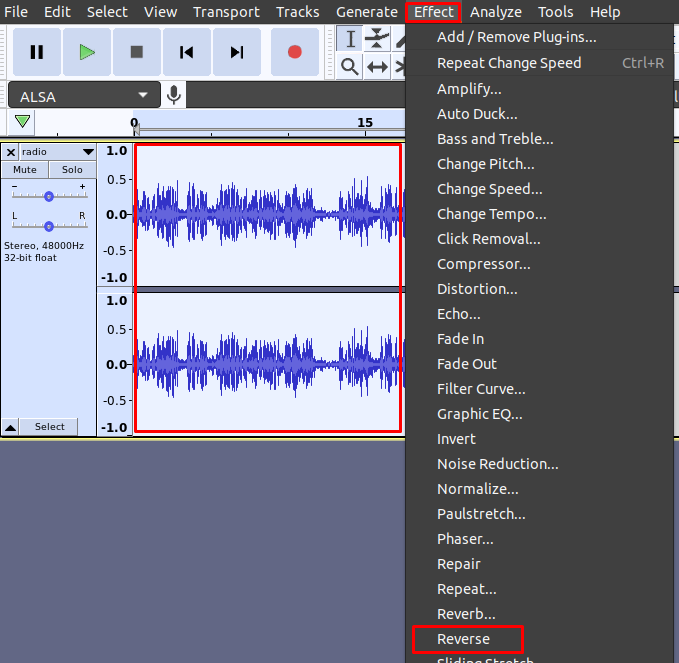 File Edit Select View Transport Tracks Generate Effect Analyze Tools Help
ALSA
0 15
radio
Mute Solo
- +
L R
Stereo, 48000Hz
32-bit float
Select
1.0
0.5
0.0
-0.5
-1.0
1.0
0.5
0.0
-0.5
-1.0
Add / Remove Plug-ins...
Repeat Change Speed Ctrl+R
Amplify...
Auto Duck...
Bass and Treble...
Change Pitch...
Change Speed...
Change Tempo...
Click Removal...
Compressor...
Distortion...
Echo...
Fade In
Fade Out
Filter Curve...
Graphic EQ...
Invert
Noise Reduction...
Normalize...
Paulstretch...
Phaser...
Repair
Repeat...
Reverb...
Reverse
Sliding Stretch